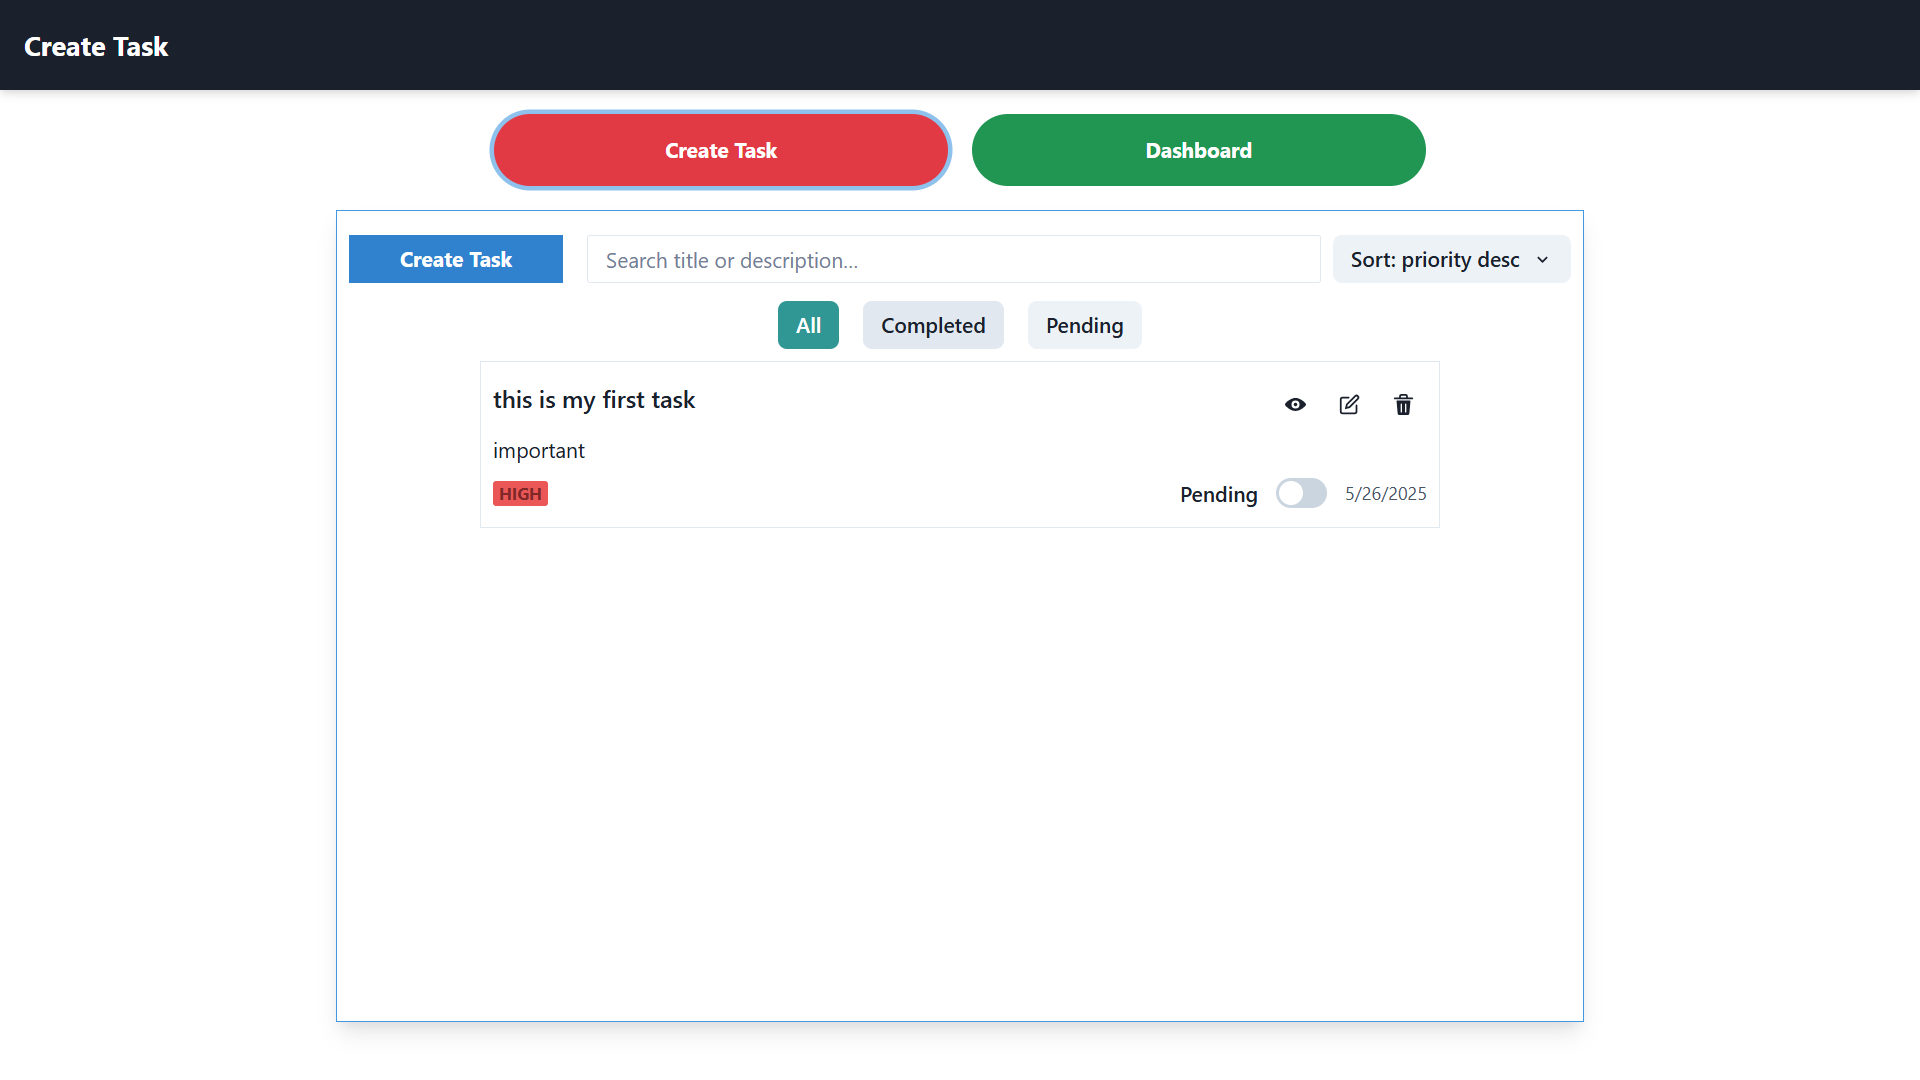 Create Task
Create Task Dashboard
Create Task Search title or description... Sort: priority desc
All Completed Pending
this is my first task
important
HIGH Pending 5/26/2025